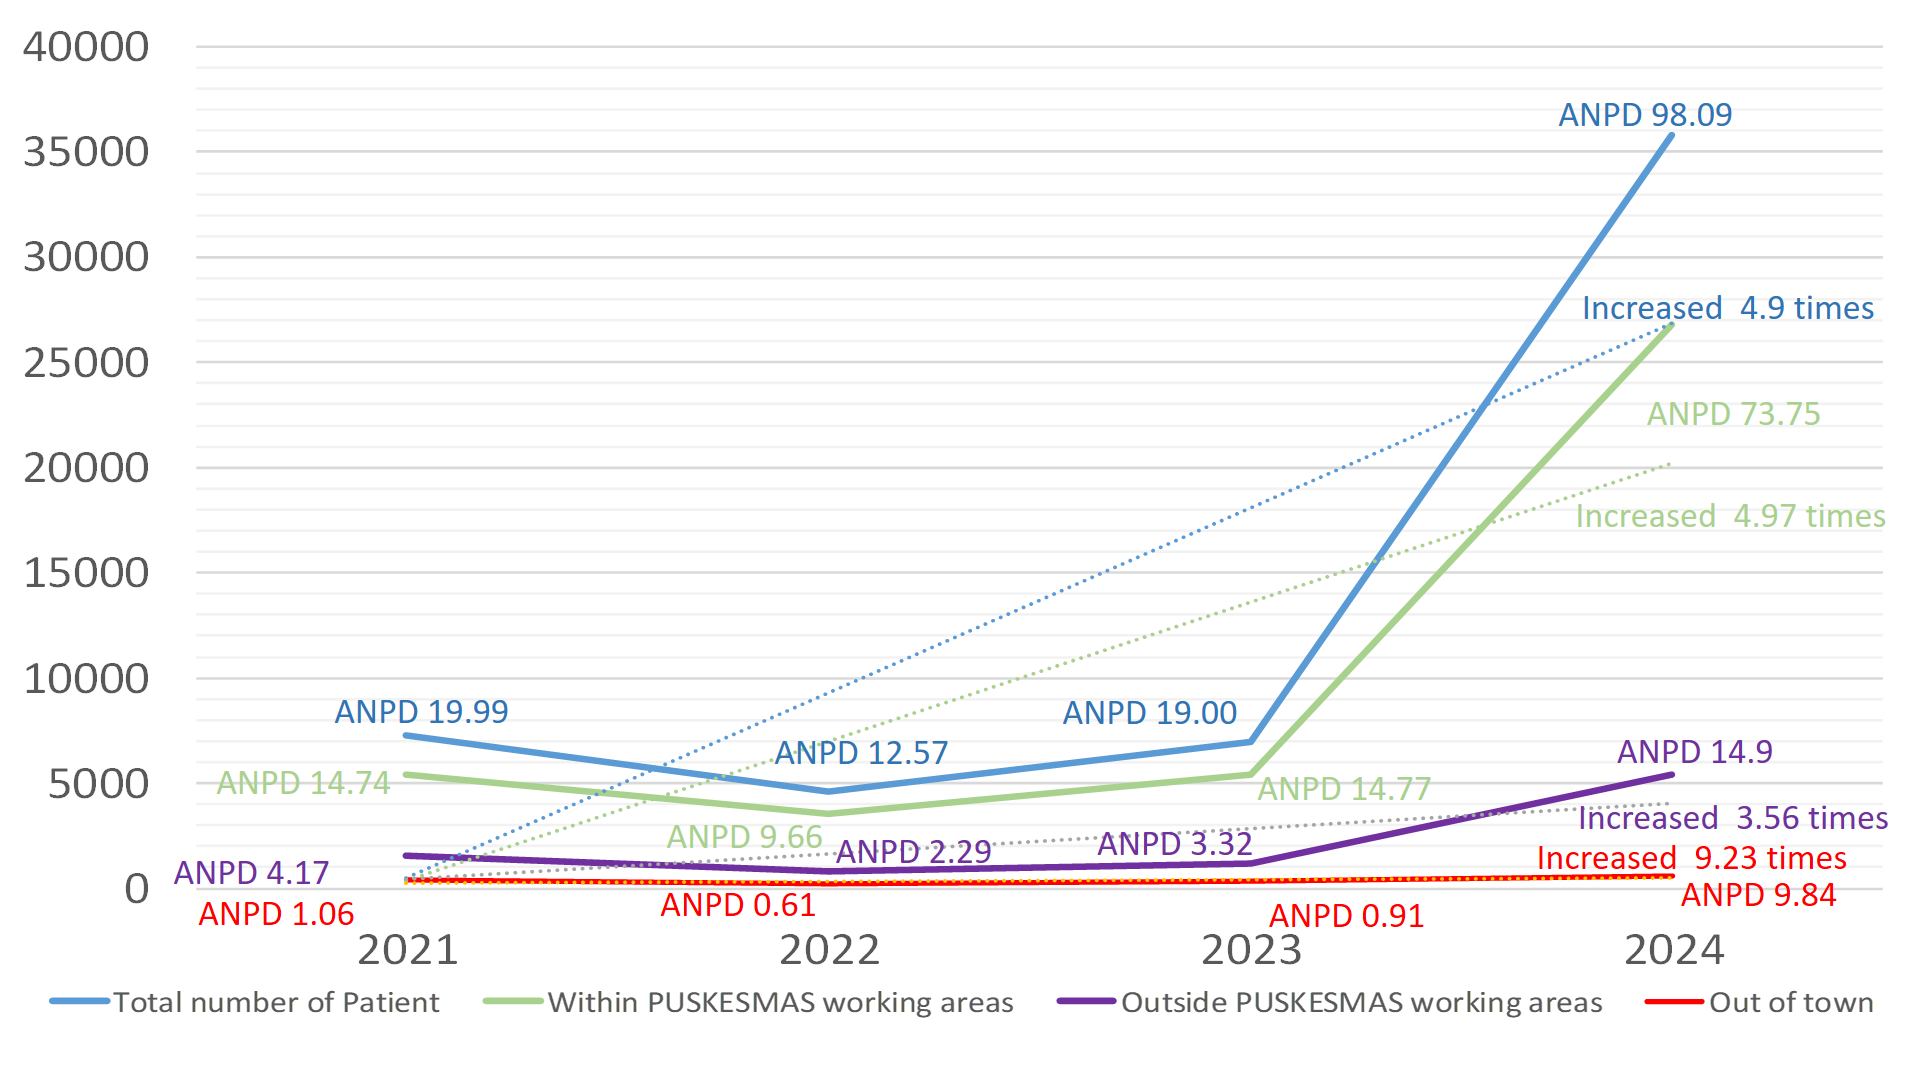 40000
35000
30000
25000
20000
15000
10000
5000
0
ANPD 98.09
Increased  4.9 times
ANPD 73.75
Increased  4.97 times
ANPD 19.99
ANPD 12.57
ANPD 19.00
ANPD 14.9
ANPD 14.74
ANPD 9.66
ANPD 14.77
Increased  3.56 times
ANPD 4.17
ANPD 2.29
ANPD 3.32
Increased  9.23 times
ANPD 1.06
ANPD 0.61
ANPD 0.91
ANPD 9.84
2021 2022 2023 2024
Total number of Patient Within PUSKESMAS working areas Outside PUSKESMAS working areas Out of town